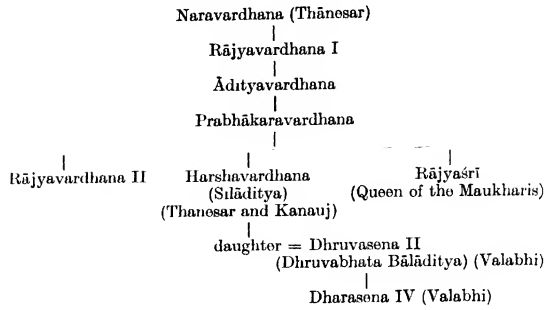 Naravardhana (Thānesar)
Rājyavardhana I
Ādityavardhana
Prabhākaravardhana
Rājyavardhana II Harshavardhana Rājyaśrī
(Sīlāditya) (Queen of the Maukharis)
(Thanesar and Kanauj)
daughter = Dhruvasena II
(Dhruvabhata Bālāditya) (Valabhi)
Dharasena IV (Valabhi)